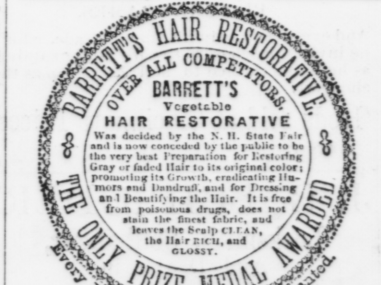 BARRETT'S HAIR RESTORATIVE.
OVER ALL COMPETITORS.
BARRETT'S
Vegetable
HAIR RESTORATIVE
Was decided by the N. H. State Fair
and is now conceded by the public to be
the very best Preparation for Restoring
Gray or faded Hair to its original color;
promoting its Growth, eradicating Hu-
mors and Dandruff, and for Dressing
and Beautifying the Hair. It is free
from poisonous drugs, does not
stain the finest fabric, and
leaves the Scalp CLEAN,
the Hair RICH, and
GLOSSY.
THE ONLY PRIZE MEDAL AWARDED
Every